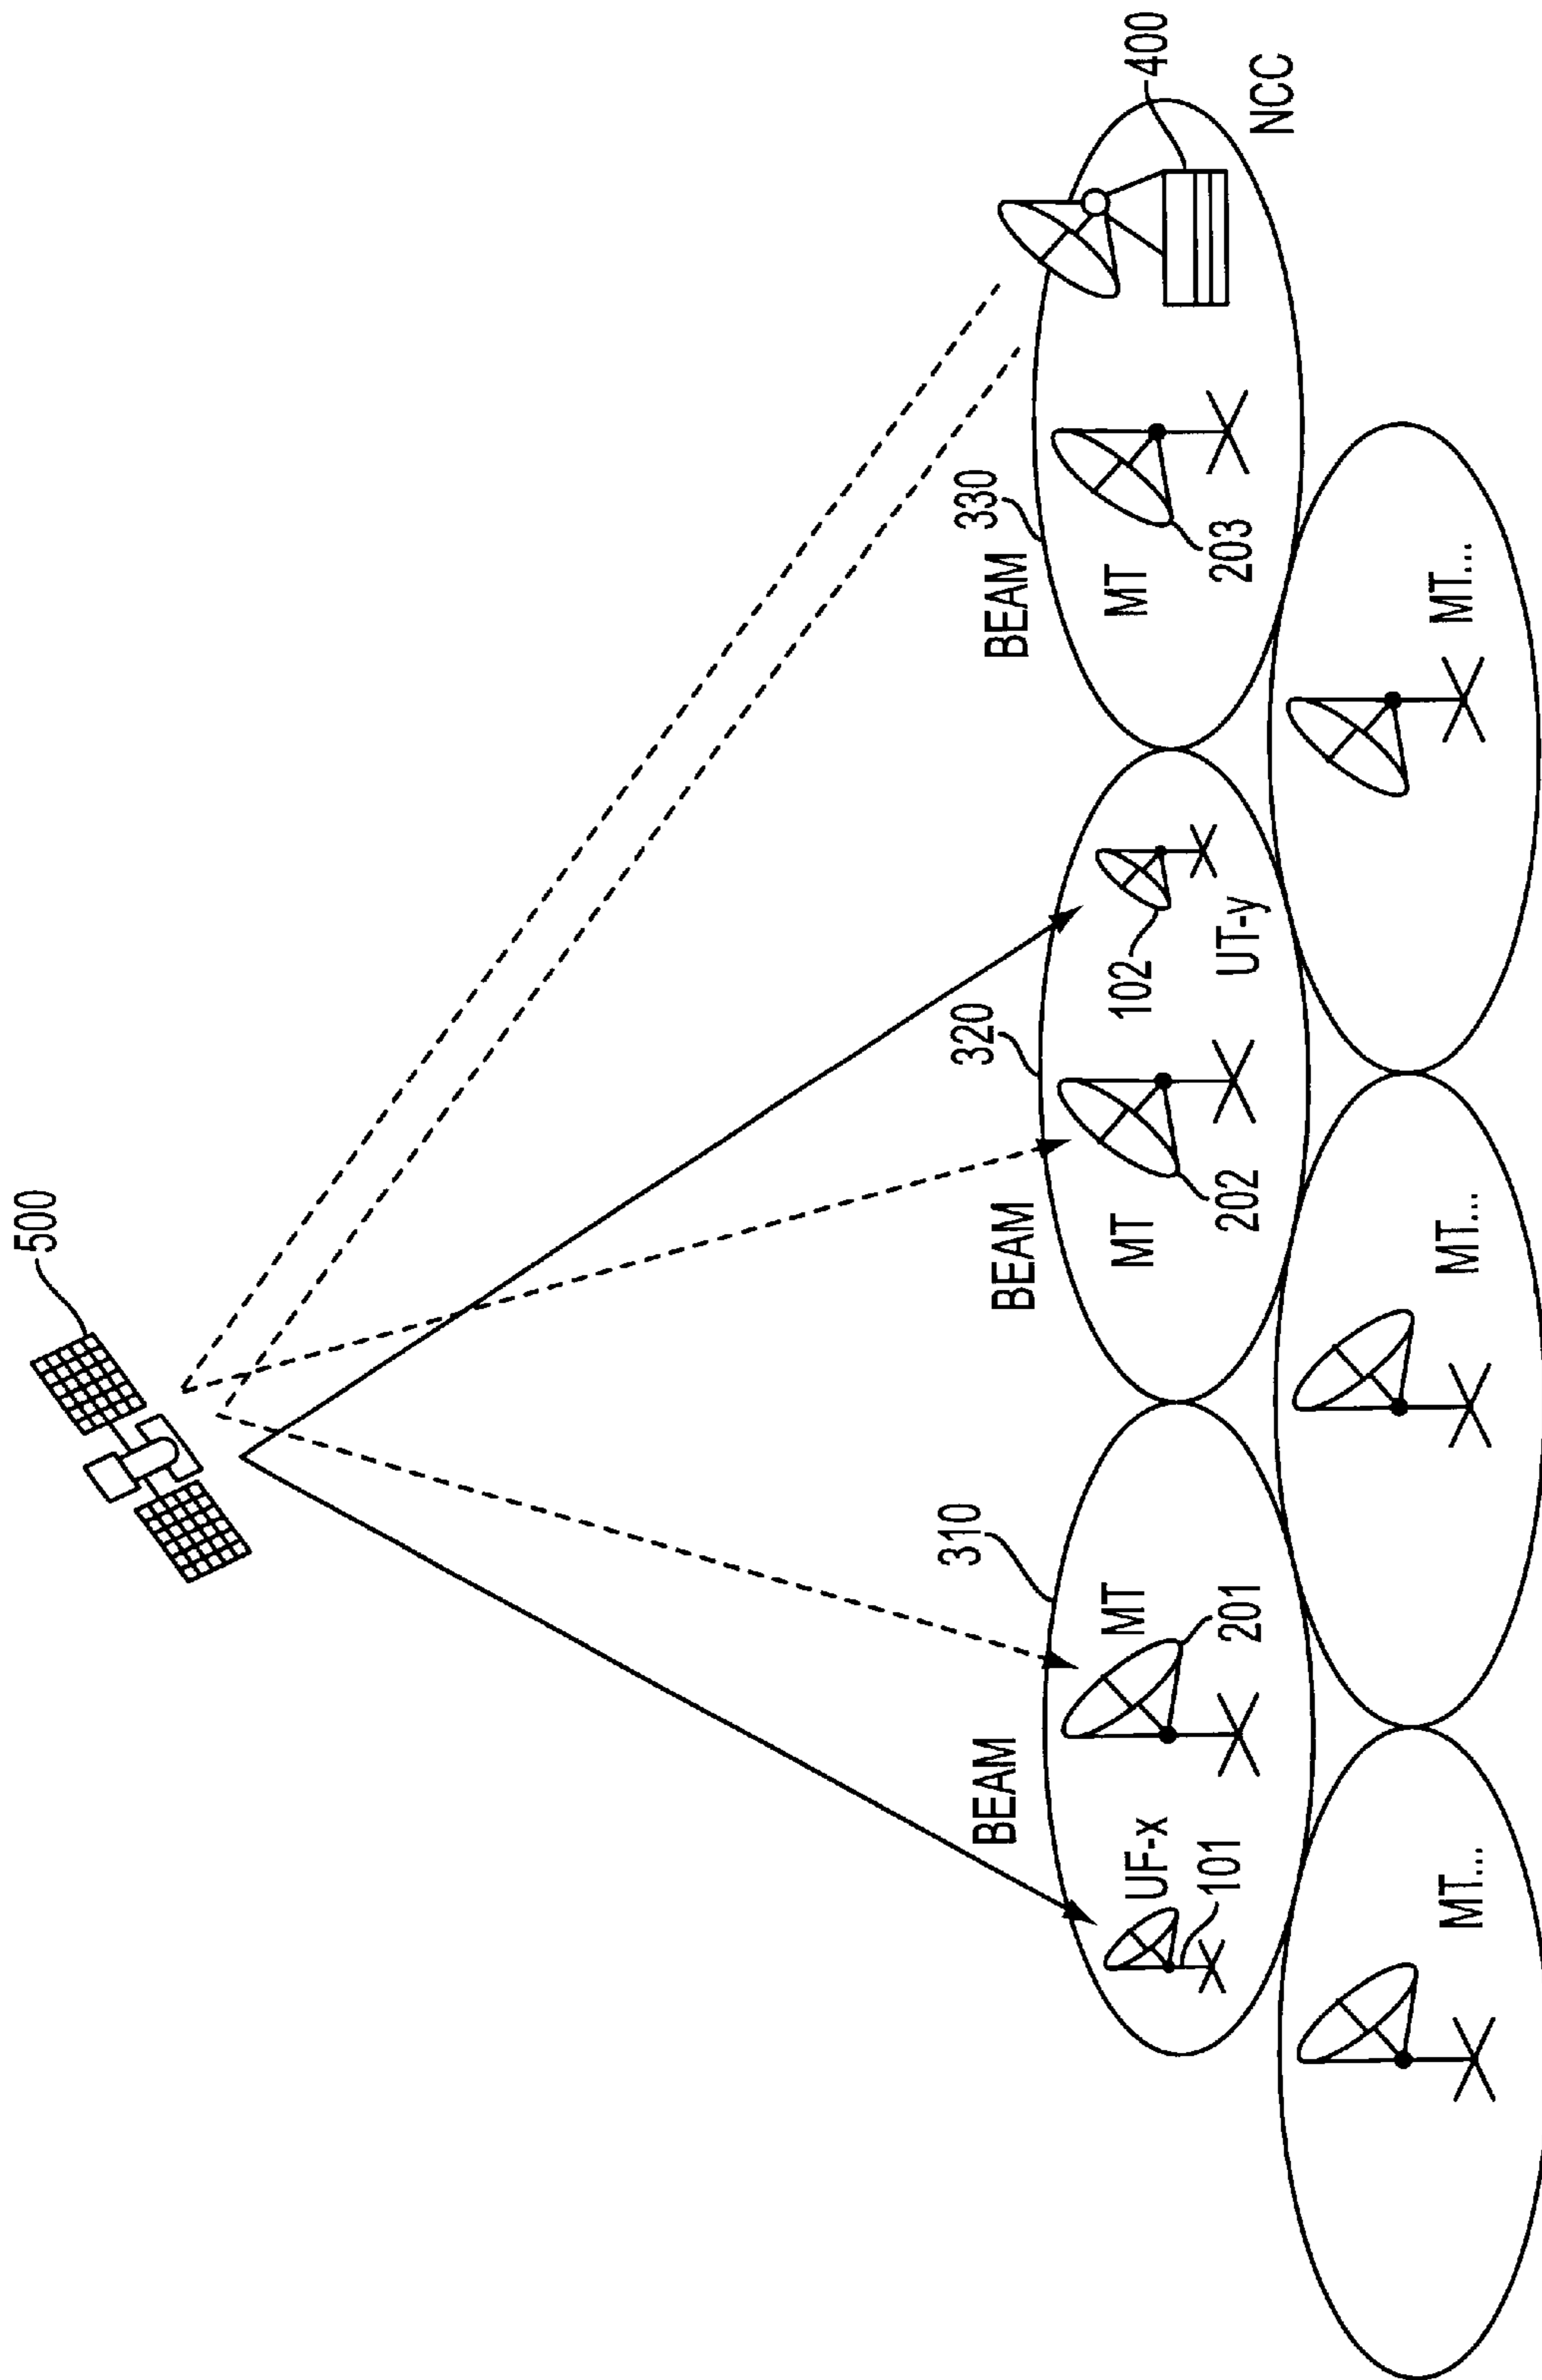 500
BEAM
310
BEAM
320
BEAM
330
400
UF-x
101
MT
201
MT
202
102
UT-y
MT
203
NCC
MT...
MT...
MT...